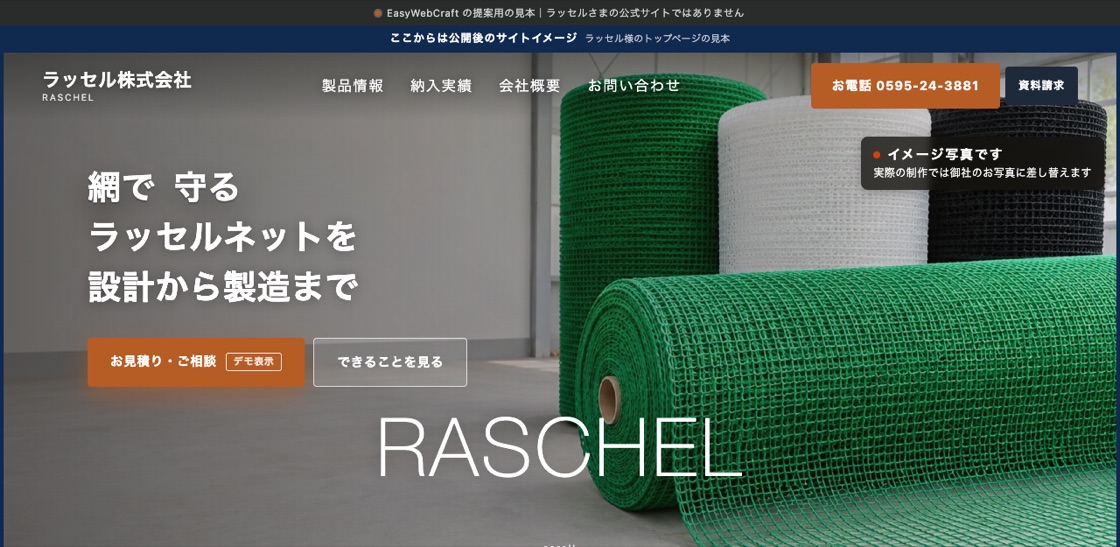 EasyWebCraft の提案用の見本｜ラッセルさまの公式サイトではありません
ここからは公開後のサイトイメージ ラッセル様のトップページの見本
ラッセル株式会社
RASCHEL
製品情報 納入実績 会社概要 お問い合わせ
お電話 0595-24-3881
資料請求
イメージ写真です
実際の制作では御社のお写真に差し替えます
網で 守る
ラッセルネットを
設計から製造まで
お見積り・ご相談 デモ表示
できることを見る
RASCHEL